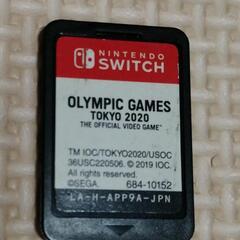 NINTENDO
SWITCH
OLYMPIC GAMES
TOKYO 2020
THE OFFICIAL VIDEO GAME™
TM IOC/TOKYO2020/USOC
36USC220506. © 2019 IOC.
All rights reserved.
©SEGA. 684-10152
LA-H-APP9A-JPN